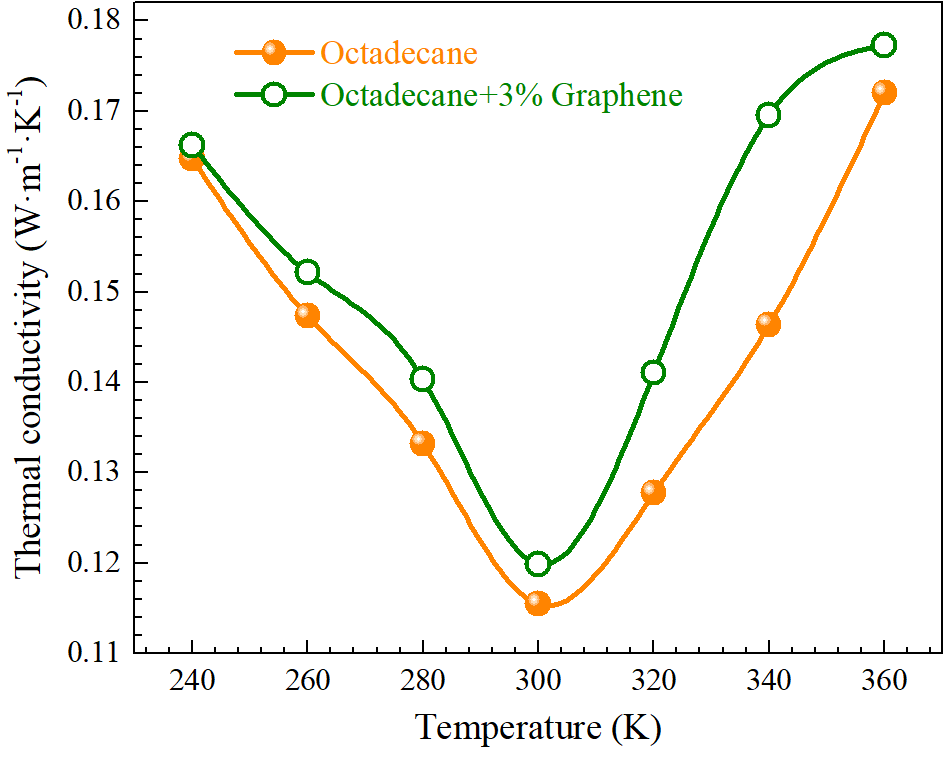 0.18
0.17
0.16
0.15
0.14
0.13
0.12
0.11
Thermal conductivity (W·m⁻¹·K⁻¹)
Octadecane
Octadecane+3% Graphene
240 260 280 300 320 340 360
Temperature (K)